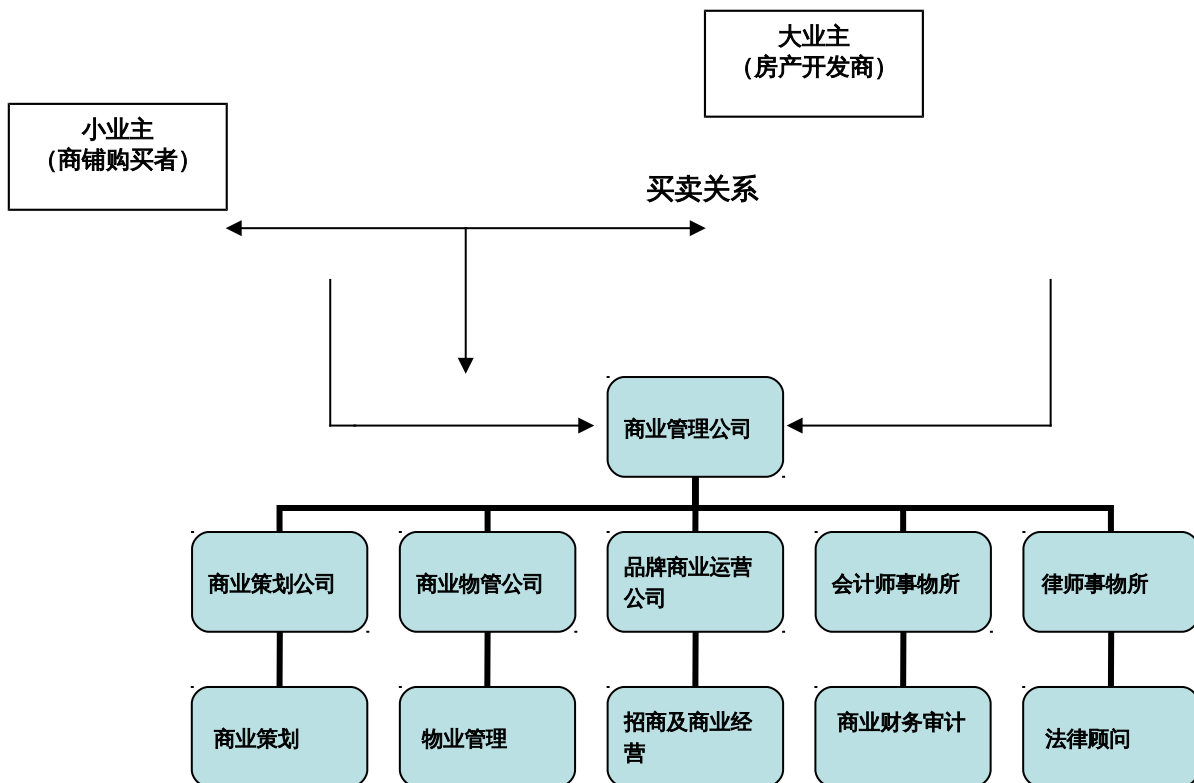 大业主
（房产开发商）
小业主
（商铺购买者）
买卖关系
商业管理公司
商业策划公司
商业物管公司
品牌商业运营
公司
会计师事物所
律师事物所
商业策划
物业管理
招商及商业经
营
商业财务审计
法律顾问